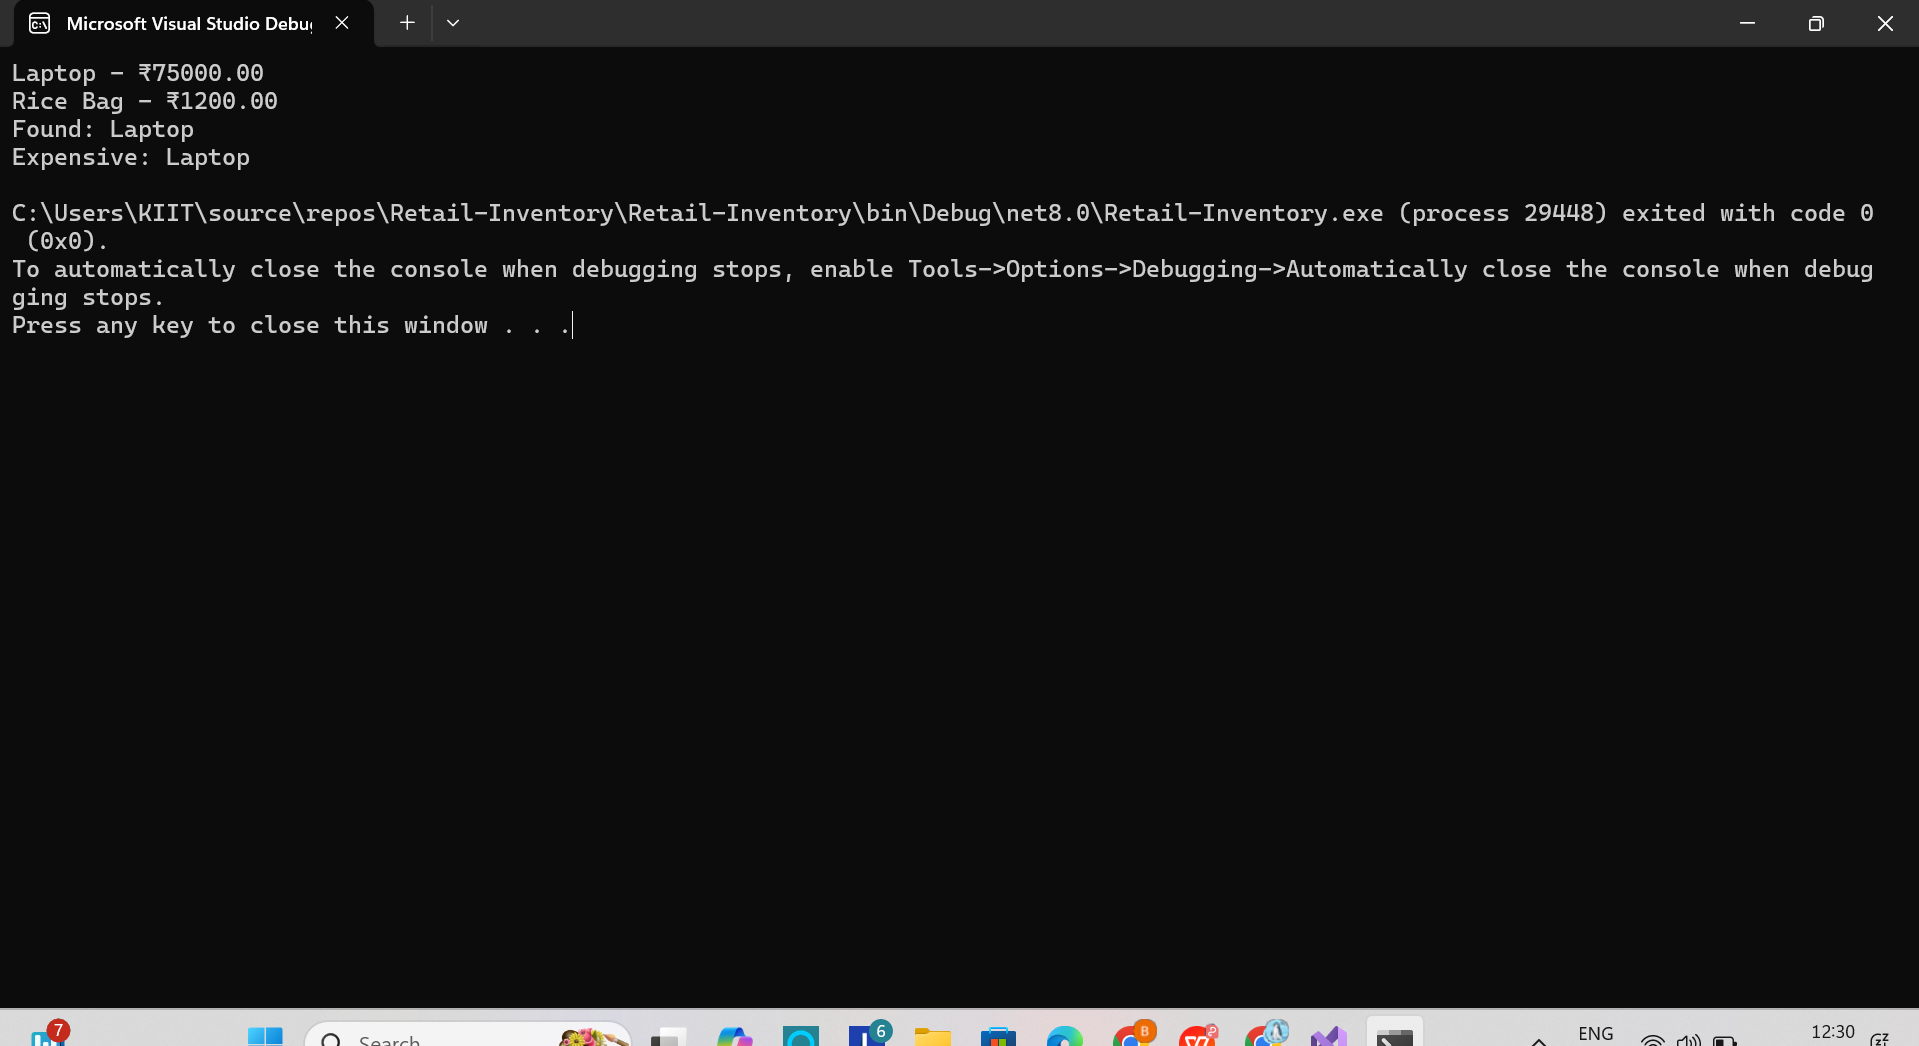 Microsoft Visual Studio Debu
Laptop - ₹75000.00
Rice Bag - ₹1200.00
Found: Laptop
Expensive: Laptop
C:\Users\KIIT\source\repos\Retail-Inventory\Retail-Inventory\bin\Debug\net8.0\Retail-Inventory.exe (process 29448) exited with code 0
(0x0).
To automatically close the console when debugging stops, enable Tools->Options->Debugging->Automatically close the console when debug
ging stops.
Press any key to close this window . . .
7
Search
6
B
ENG
12:30